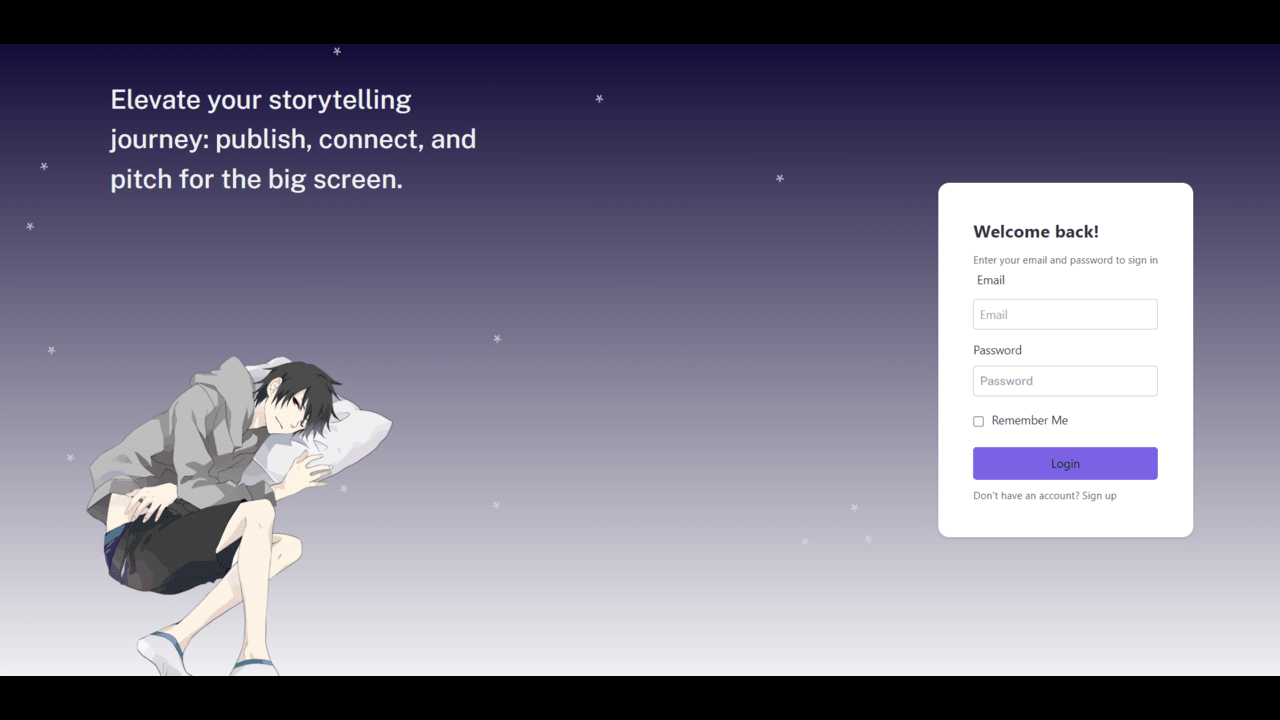 Elevate your storytelling
journey: publish, connect, and
pitch for the big screen.
Welcome back!
Enter your email and password to sign in
Email
Email
Password
Password
Remember Me
Login
Don't have an account? Sign up